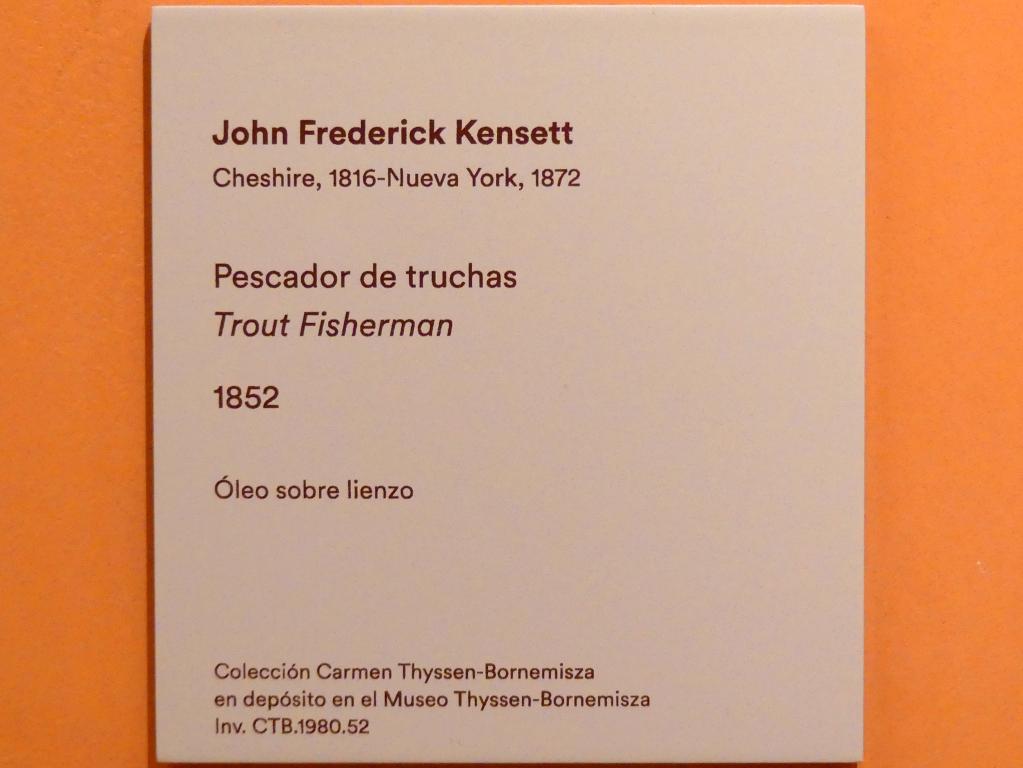 John Frederick Kensett
Cheshire, 1816-Nueva York, 1872
Pescador de truchas
Trout Fisherman
1852
Óleo sobre lienzo
Colección Carmen Thyssen-Bornemisza
en depósito en el Museo Thyssen-Bornemisza
Inv. CTB.1980.52